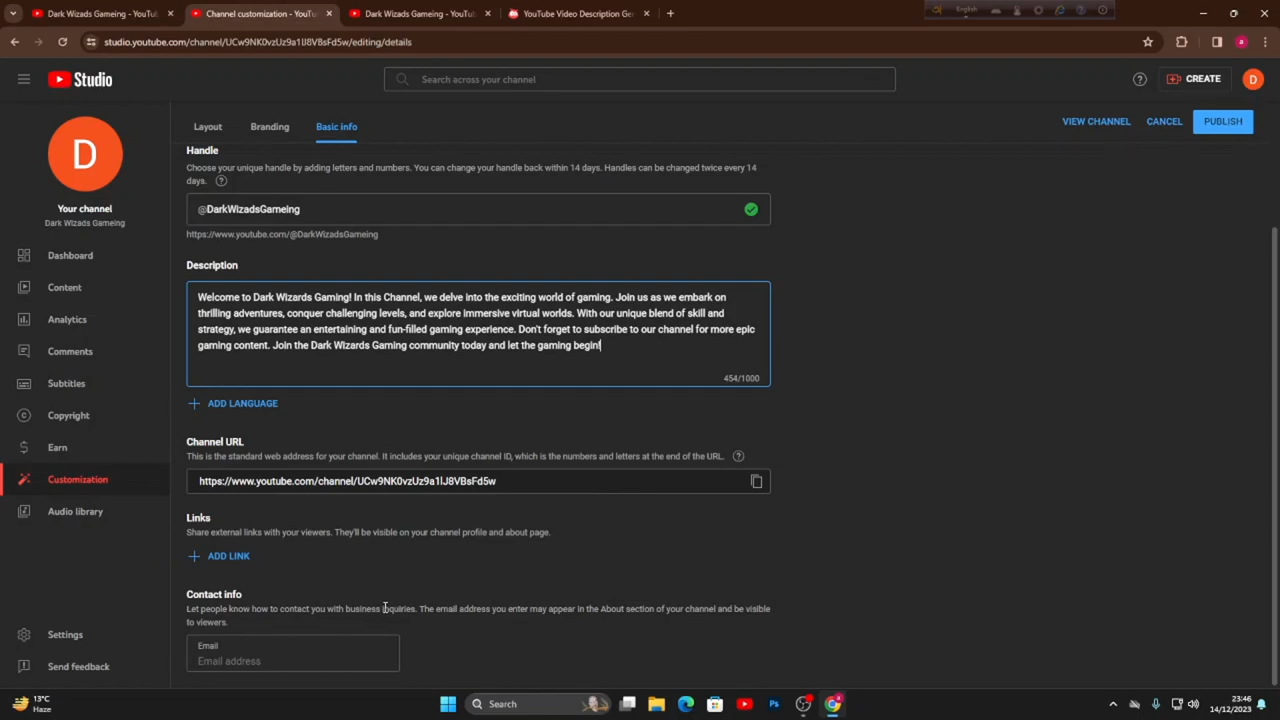 Dark Wizads Gameing - YouTub
Channel customization - YouTu
Dark Wizads Gameing - YouTub
YouTube Video Description Ge
English
studio.youtube.com/channel/UCw9NK0vzUz9a1lJ8VBsFd5w/editing/details
Studio
Search across your channel
CREATE
D
D
Your channel
Dark Wizads Gameing
Dashboard
Content
Analytics
Comments
Subtitles
Copyright
Earn
Customization
Audio library
Settings
Send feedback
Layout
Branding
Basic info
VIEW CHANNEL
CANCEL
PUBLISH
Handle
Choose your unique handle by adding letters and numbers. You can change your handle back within 14 days. Handles can be changed twice every 14
days.
@DarkWizadsGameing
https://www.youtube.com/@DarkWizadsGameing
Description
Welcome to Dark Wizards Gaming! In this Channel, we delve into the exciting world of gaming. Join us as we embark on
thrilling adventures, conquer challenging levels, and explore immersive virtual worlds. With our unique blend of skill and
strategy, we guarantee an entertaining and fun-filled gaming experience. Don't forget to subscribe to our channel for more epic
gaming content. Join the Dark Wizards Gaming community today and let the gaming begin!
454/1000
ADD LANGUAGE
Channel URL
This is the standard web address for your channel. It includes your unique channel ID, which is the numbers and letters at the end of the URL.
https://www.youtube.com/channel/UCw9NK0vzUz9a1lJ8VBsFd5w
Links
Share external links with your viewers. They'll be visible on your channel profile and about page.
ADD LINK
Contact info
Let people know how to contact you with business inquiries. The email address you enter may appear in the About section of your channel and be visible
to viewers.
Email
Email address
13°C
Haze
Search
Ps
23:46
14/12/2023